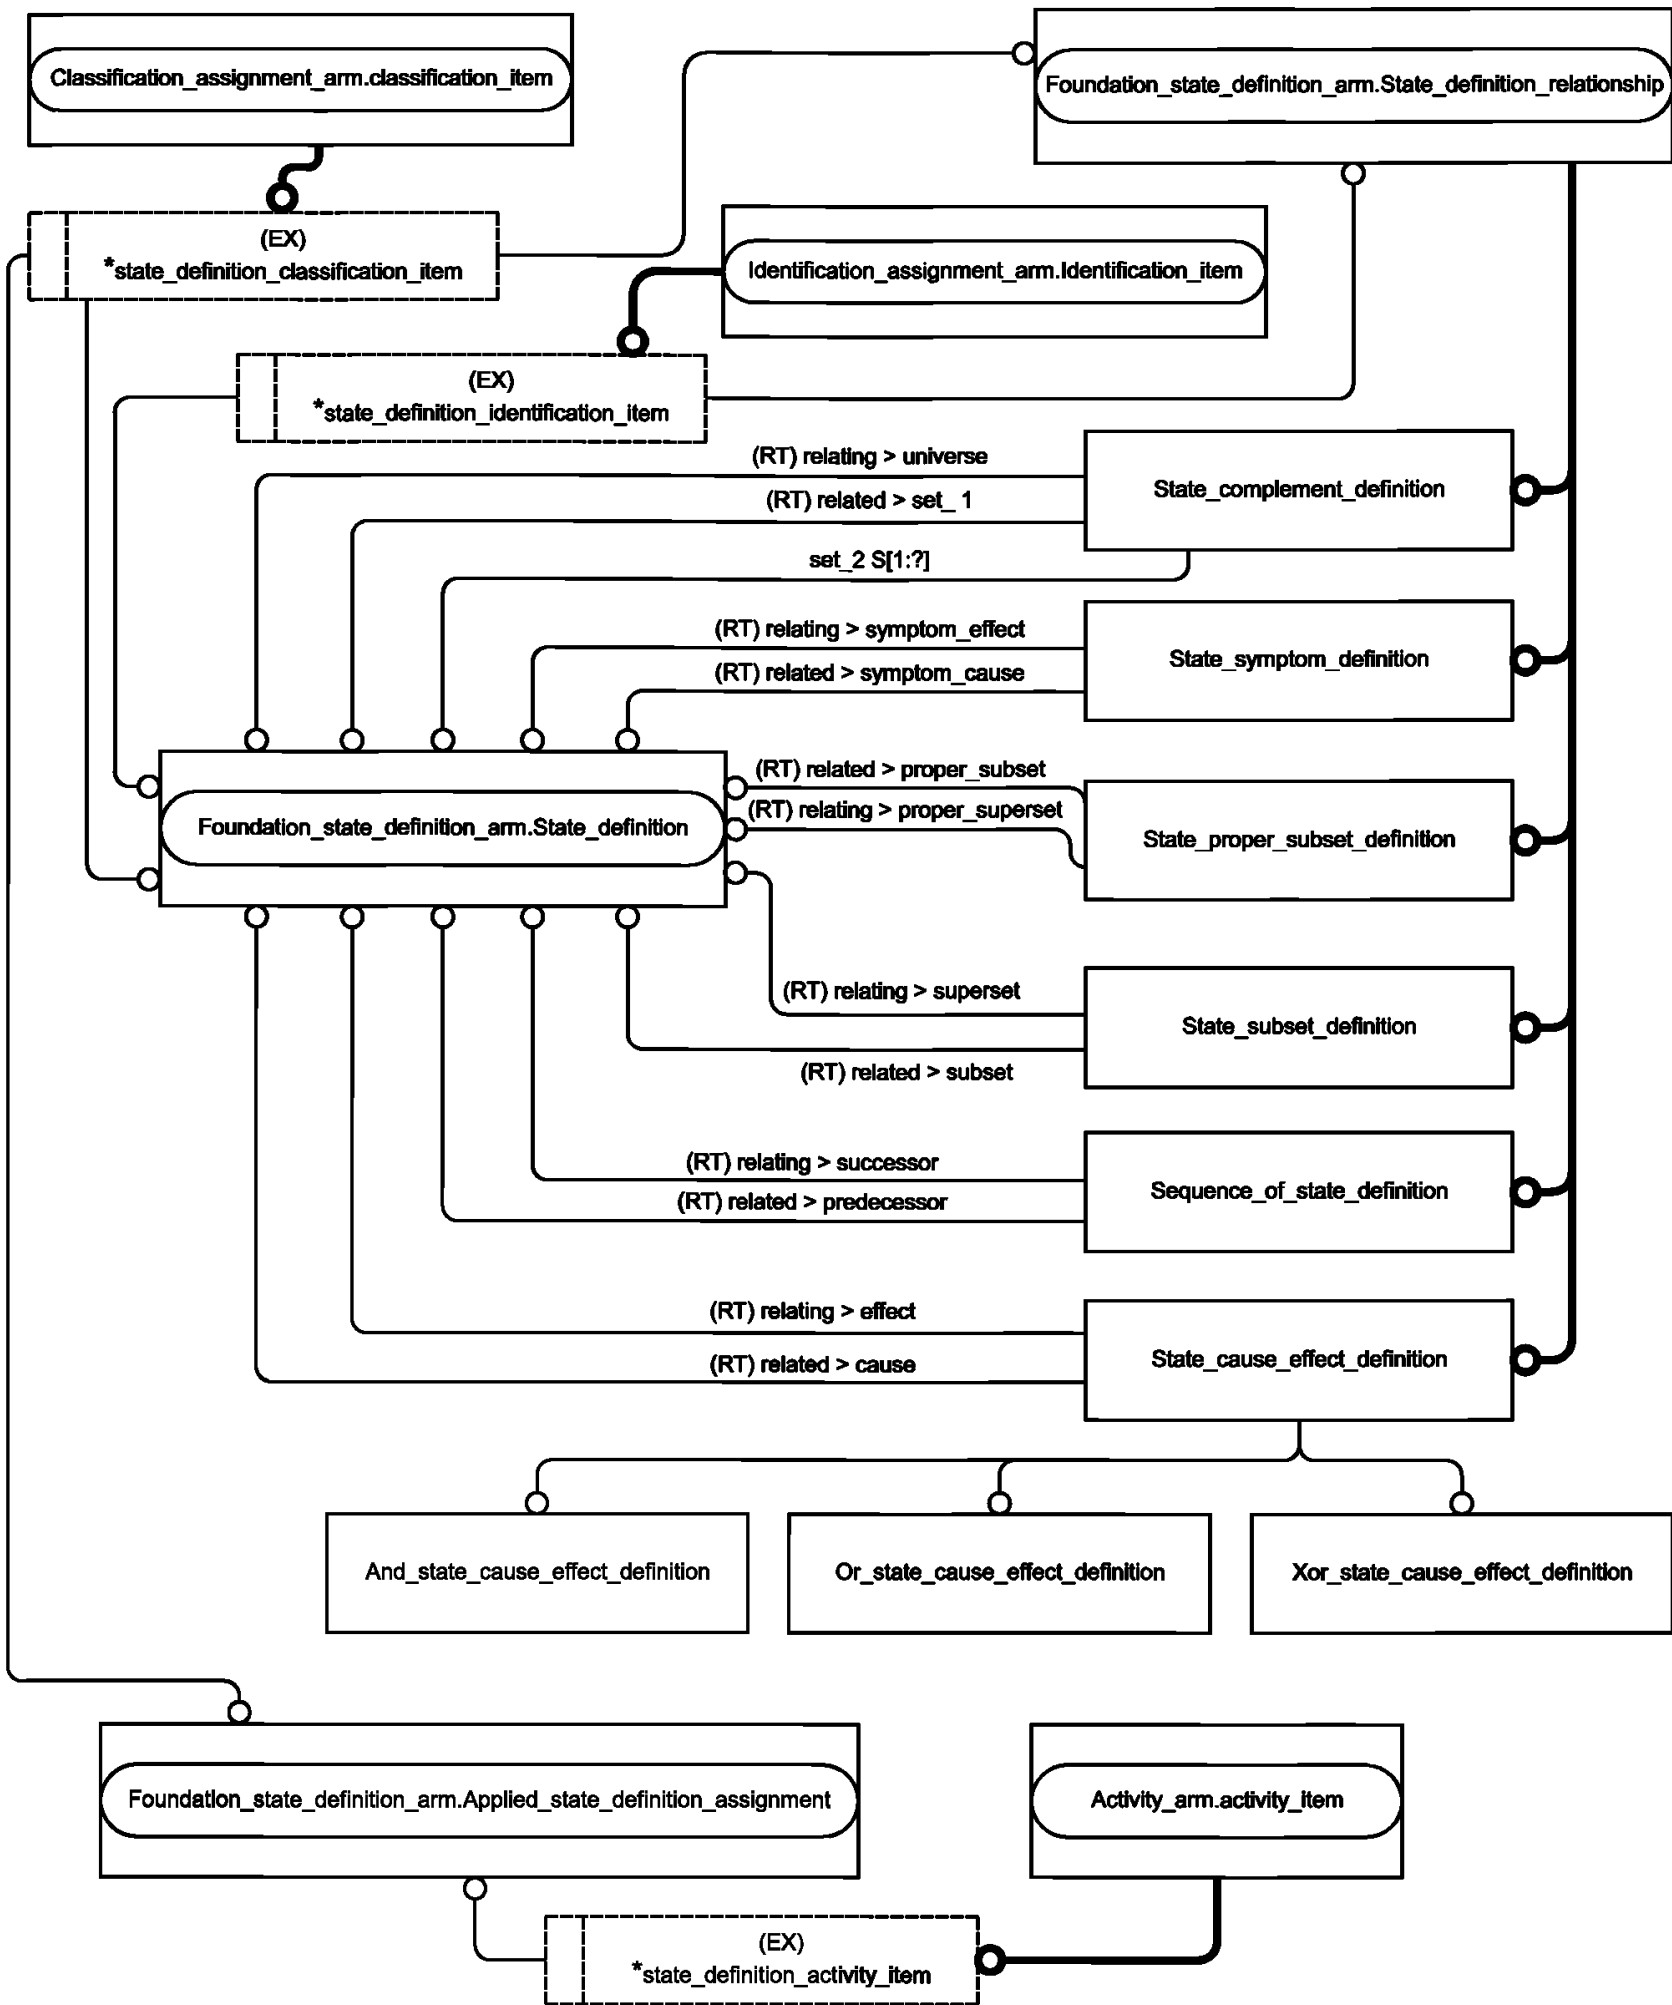 Classification_assignment_arm.classification_item
Foundation_state_definition_arm.State_definition_relationship
(EX)
*state_definition_classification_item
Identification_assignment_arm.Identification_item
(EX)
*state_definition_identification_item
(RT) relating > universe
State_complement_definition
(RT) related > set_ 1
set_2 S[1:?]
(RT) relating > symptom_effect
State_symptom_definition
(RT) related > symptom_cause
(RT) related > proper_subset
(RT) relating > proper_superset
Foundation_state_definition_arm.State_definition
State_proper_subset_definition
(RT) relating > superset
State_subset_definition
(RT) related > subset
(RT) relating > successor
Sequence_of_state_definition
(RT) related > predecessor
(RT) relating > effect
State_cause_effect_definition
(RT) related > cause
And_state_cause_effect_definition
Or_state_cause_effect_definition
Xor_state_cause_effect_definition
Foundation_state_definition_arm.Applied_state_definition_assignment
Activity_arm.activity_item
(EX)
*state_definition_activity_item